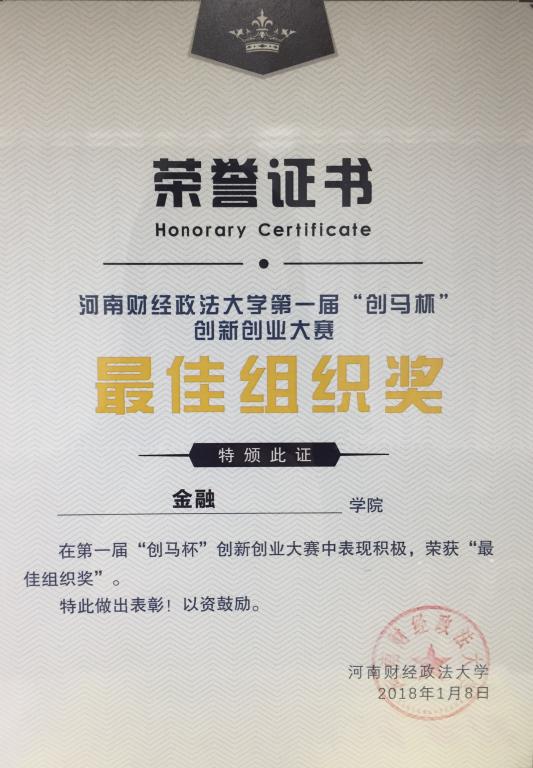 荣誉证书
Honorary Certificate
河南财经政法大学第一届“创马杯”
创新创业大赛
最佳组织奖
特颁此证
金融 学院
在第一届“创马杯”创新创业大赛中表现积极，荣获“最
佳组织奖”。
特此做出表彰！以资鼓励。
河南财经政法大学
2018年1月8日